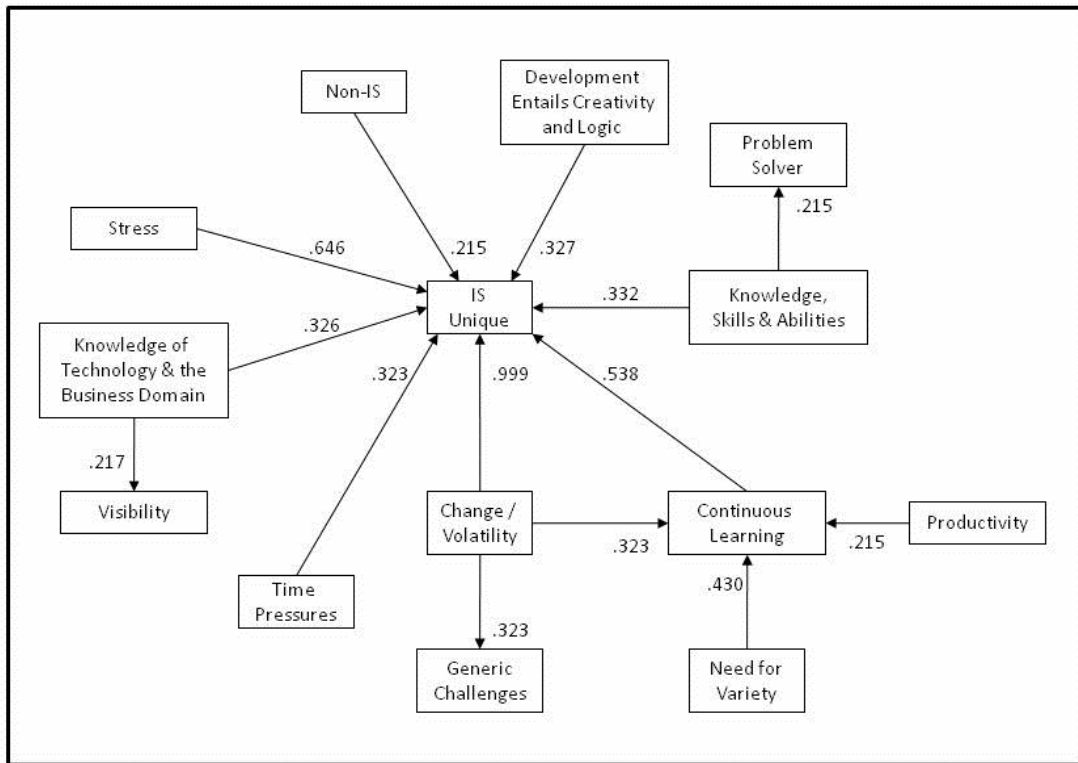 Non-IS
Development
Entails Creativity
and Logic
Problem
Solver
.215
Stress
.646
.215
.327
IS
Unique
.332
Knowledge,
Skills & Abilities
Knowledge of
Technology & the
Business Domain
.326
.323
.999
.538
.217
Visibility
Change /
Volatility
.323
Continuous
Learning
.215
Productivity
Time
Pressures
.430
.323
Generic
Challenges
Need for
Variety